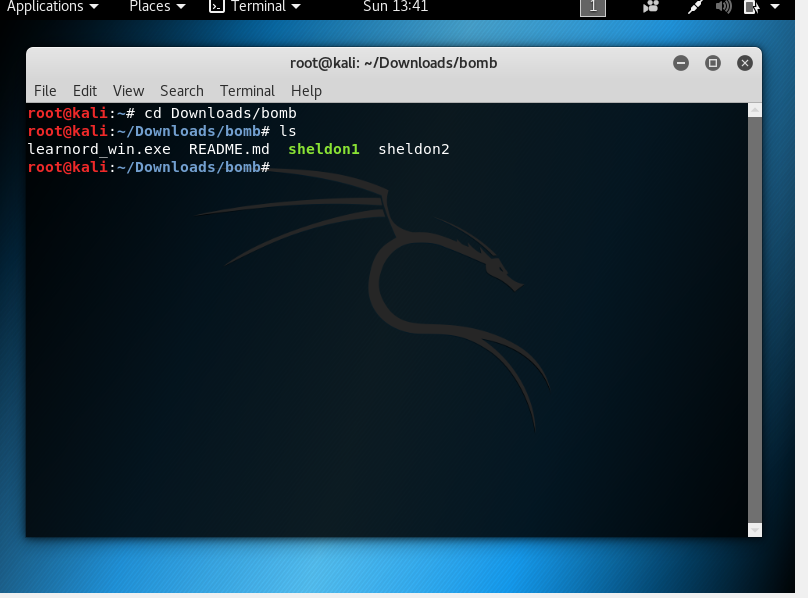 Applications Places Terminal Sun 13:41 1
root@kali: ~/Downloads/bomb
File Edit View Search Terminal Help
root@kali:~# cd Downloads/bomb
root@kali:~/Downloads/bomb# ls
learnord_win.exe README.md sheldon1 sheldon2
root@kali:~/Downloads/bomb#